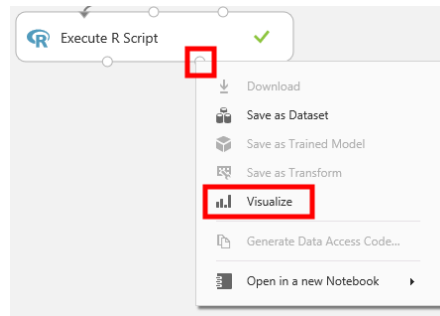 R Execute R Script
Download
Save as Dataset
Save as Trained Model
Save as Transform
Visualize
Generate Data Access Code...
Open in a new Notebook